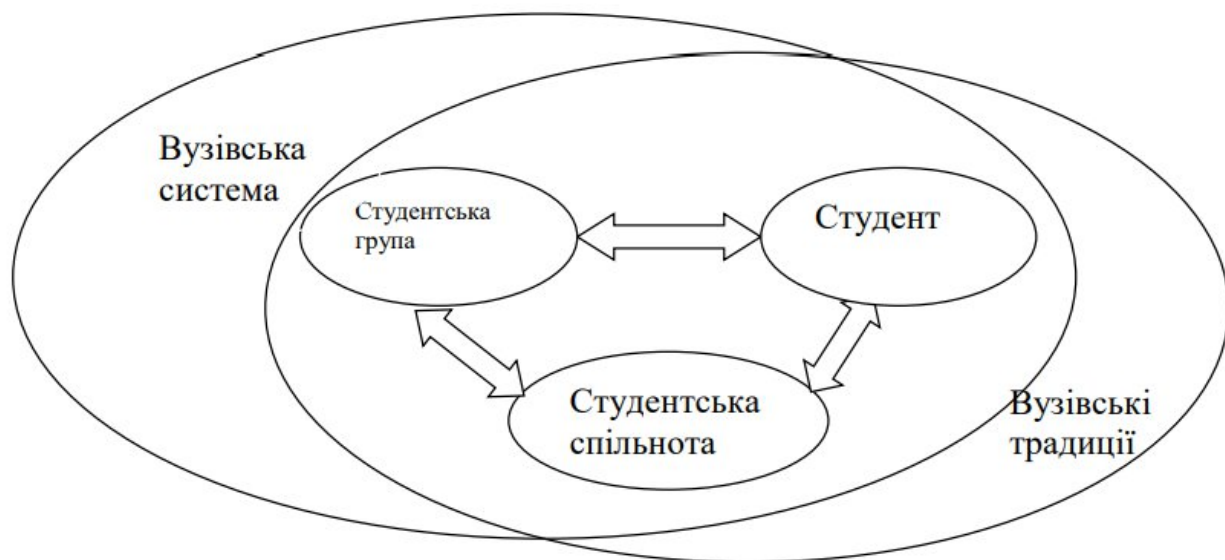 Вузівська
система
Студентська
група
Студент
Студентська
спільнота
Вузівські
традиції